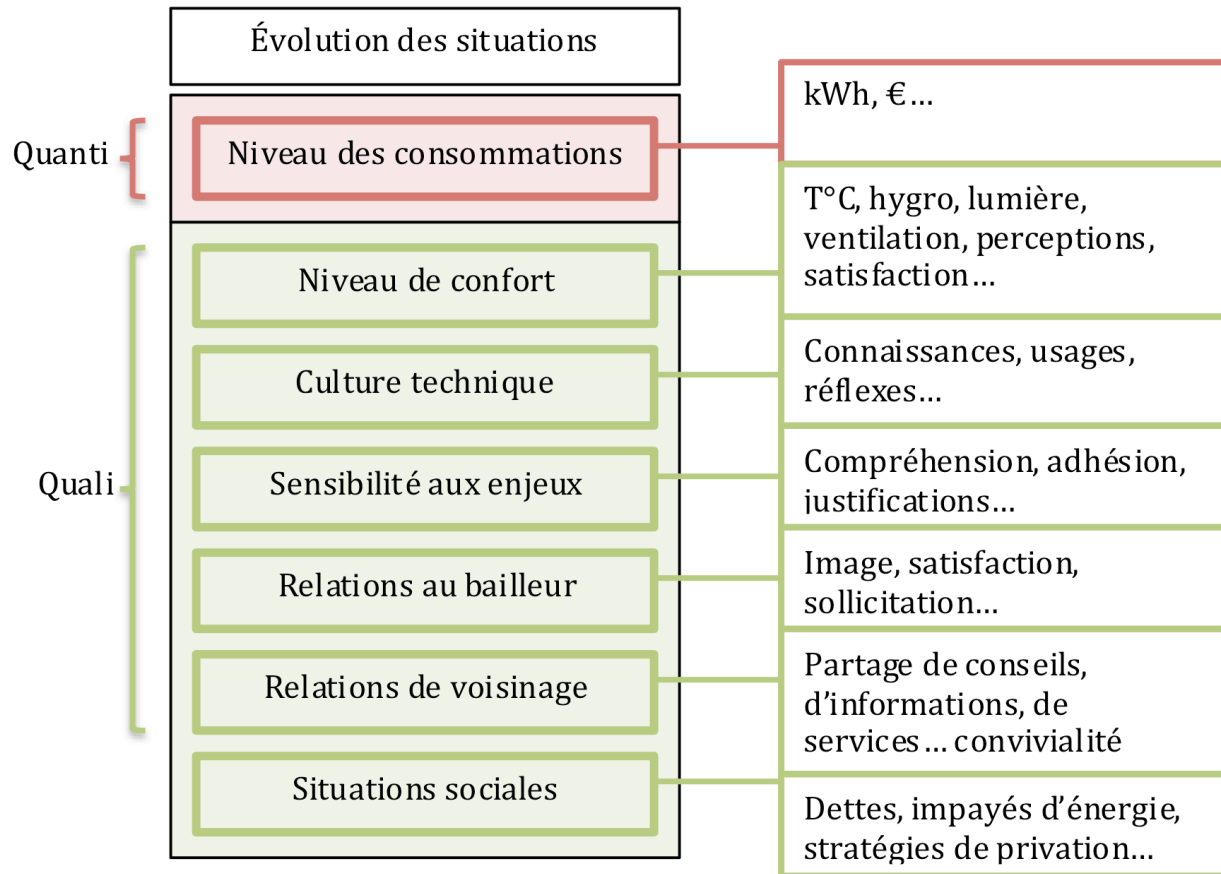 Évolution des situations
Quanti
Niveau des consommations
kWh, €…
Quali
Niveau de confort
T°C, hygro, lumière,
ventilation, perceptions,
satisfaction…
Culture technique
Connaissances, usages,
réflexes…
Sensibilité aux enjeux
Compréhension, adhésion,
justifications…
Relations au bailleur
Image, satisfaction,
sollicitation…
Relations de voisinage
Partage de conseils,
d’informations, de
services… convivialité
Situations sociales
Dettes, impayés d’énergie,
stratégies de privation…